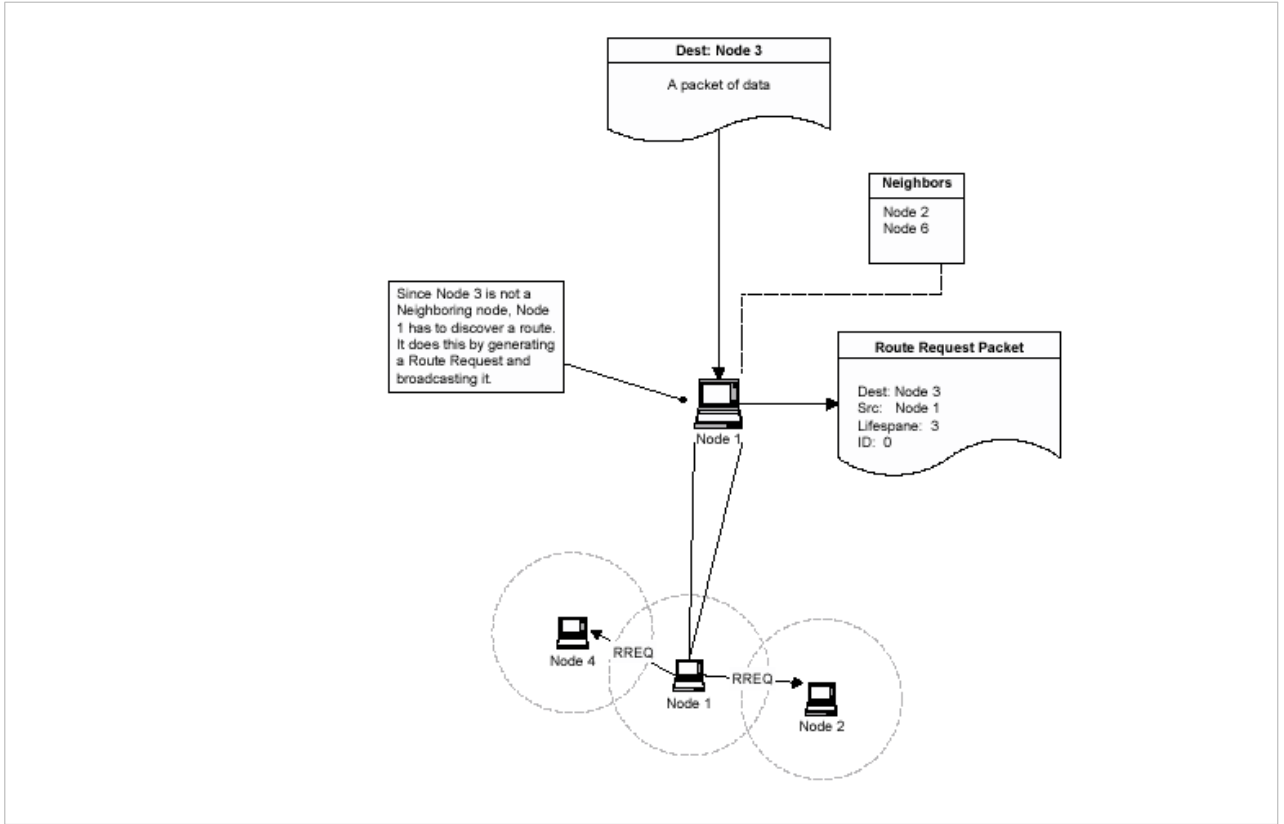 Dest: Node 3
A packet of data
Neighbors
Node 2
Node 6
Since Node 3 is not a
Neighboring node, Node
1 has to discover a route.
It does this by generating
a Route Request and
broadcasting it.
Route Request Packet
Dest: Node 3
Src: Node 1
Lifespane: 3
ID: 0
Node 1
RREQ
Node 4
RREQ
Node 1
Node 2